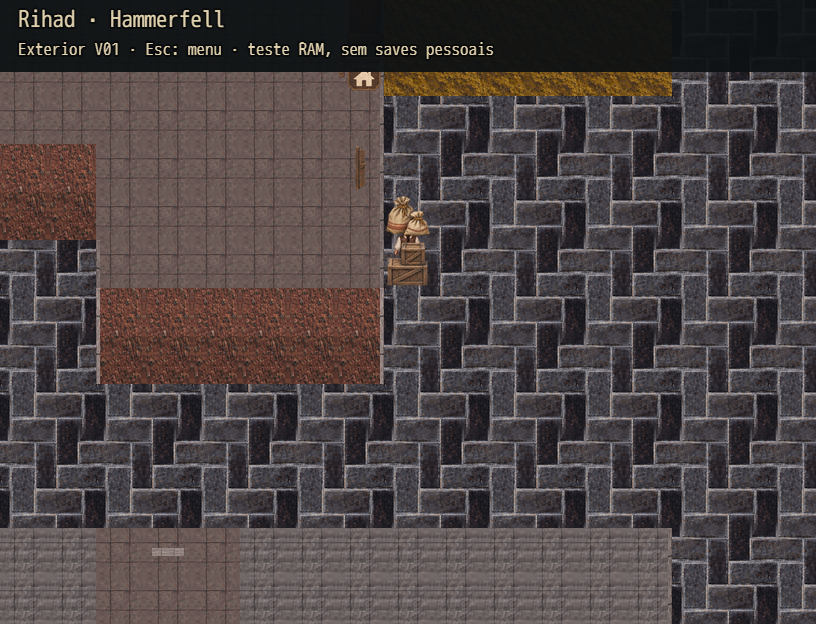 Rihad · Hammerfell
Exterior V01 · Esc: menu · teste RAM, sem saves pessoais